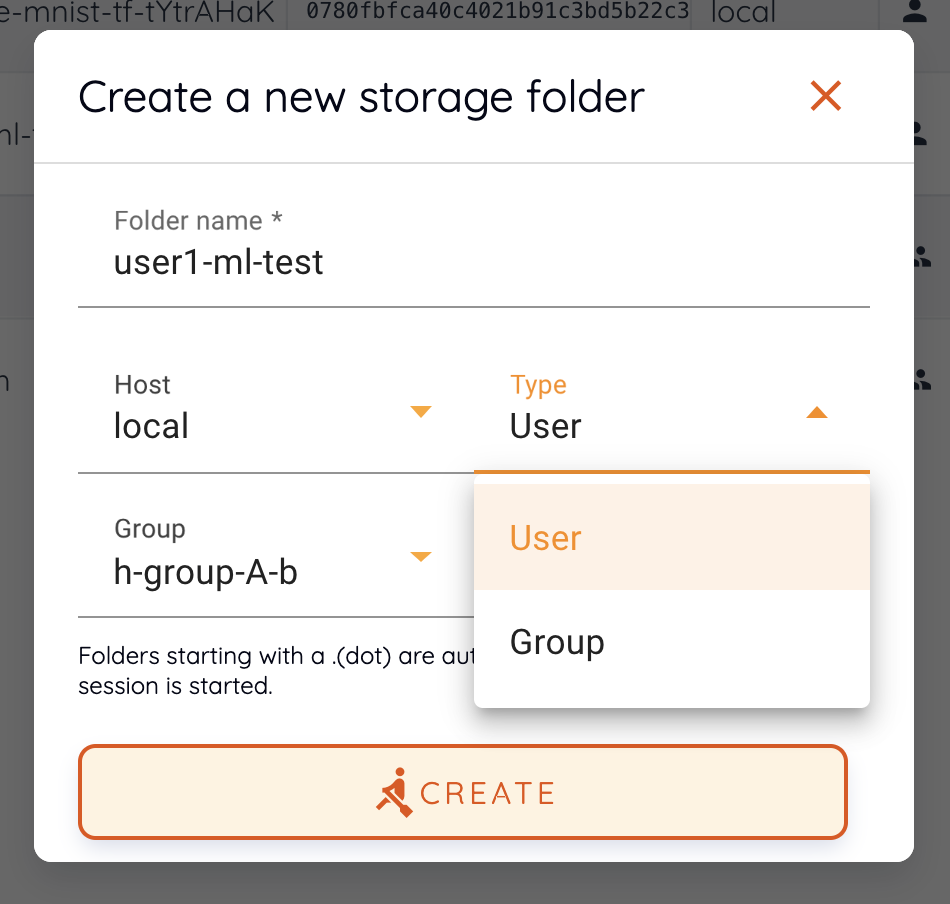 e-mnist-tf-tYtrAHaK 0780fbfca40c4021b91c3bd5b22c3 local
Create a new storage folder
Folder name *
user1-ml-test
Host
local
Type
User
User
Group
Group
h-group-A-b
Folders starting with a .(dot) are aut
session is started.
CREATE